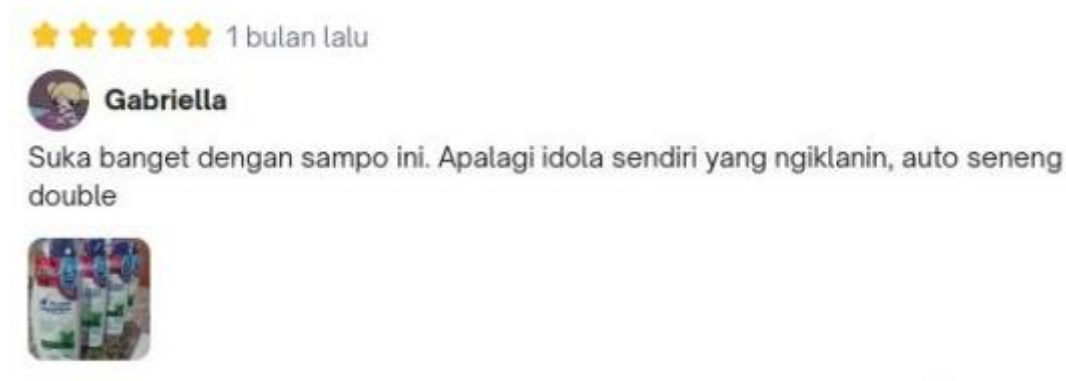 1 bulan lalu
Gabriella
Suka banget dengan sampo ini. Apalagi idola sendiri yang ngiklanin, auto seneng
double